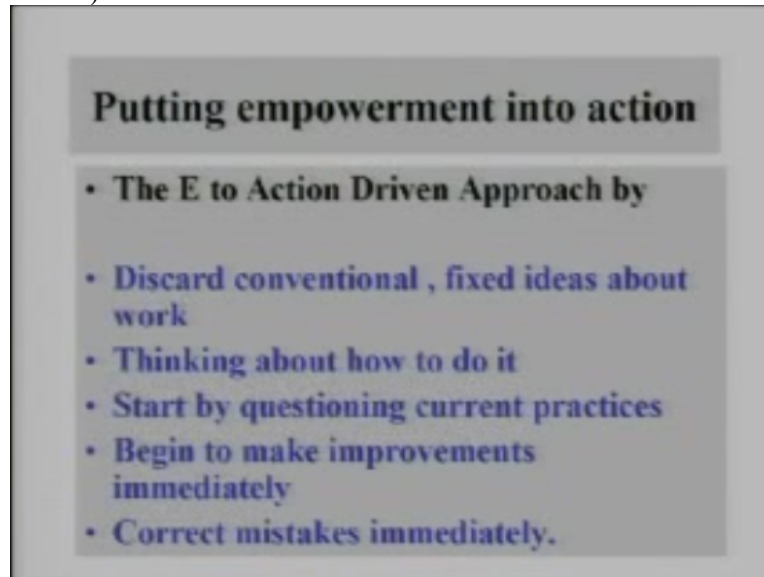 Putting empowerment into action
• The E to Action Driven Approach by
• Discard conventional , fixed ideas about
work
• Thinking about how to do it
• Start by questioning current practices
• Begin to make improvements
immediately
• Correct mistakes immediately.